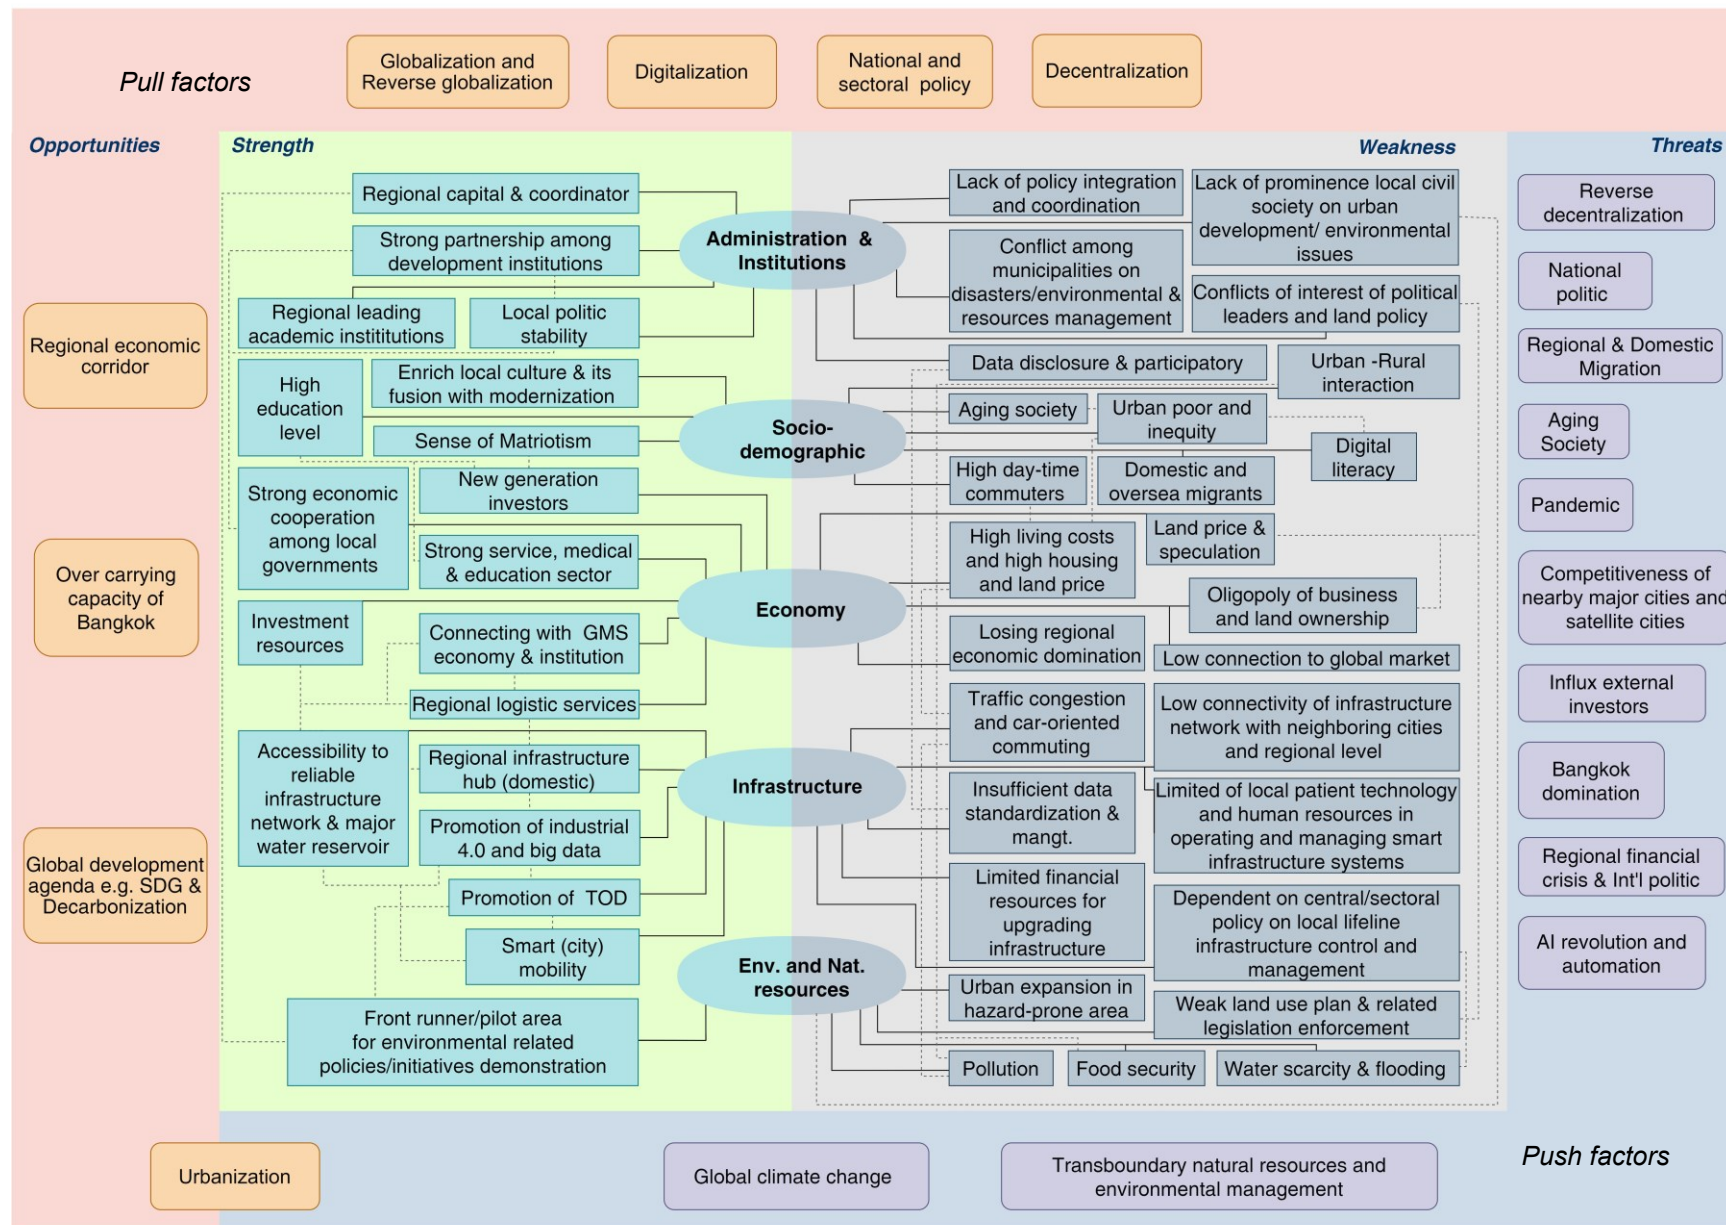 Pull factors
Globalization and
Reverse globalization
Digitalization
National and
sectoral policy
Decentralization
Opportunities
Strength
Weakness
Threats
Regional economic
corridor
Over carrying
capacity of
Bangkok
Global development
agenda e.g. SDG &
Decarbonization
Urbanization
Regional capital & coordinator
Strong partnership among
development institutions
Regional leading
academic instititutions
Local politic
stability
High
education
level
Enrich local culture & its
fusion with modernization
Sense of Matriotism
New generation
investors
Strong economic
cooperation
among local
governments
Strong service, medical
& education sector
Investment
resources
Connecting with GMS
economy & institution
Regional logistic services
Accessibility to
reliable
infrastructure
network & major
water reservoir
Regional infrastructure
hub (domestic)
Promotion of industrial
4.0 and big data
Promotion of TOD
Smart (city)
mobility
Front runner/pilot area
for environmental related
policies/initiatives demonstration
Administration &
Institutions
Socio-
demographic
Economy
Infrastructure
Env. and Nat.
resources
Lack of policy integration
and coordination
Lack of prominence local civil
society on urban
development/ environmental
issues
Conflict among
municipalities on
disasters/environmental &
resources management
Conflicts of interest of political
leaders and land policy
Data disclosure & participatory
Urban -Rural
interaction
Aging society
Urban poor and
inequity
Digital
literacy
High day-time
commuters
Domestic and
oversea migrants
High living costs
and high housing
and land price
Land price &
speculation
Oligopoly of business
and land ownership
Losing regional
economic domination
Low connection to global market
Traffic congestion
and car-oriented
commuting
Low connectivity of infrastructure
network with neighboring cities
and regional level
Insufficient data
standardization &
mangt.
Limited of local patient technology
and human resources in
operating and managing smart
infrastructure systems
Limited financial
resources for
upgrading
infrastructure
Dependent on central/sectoral
policy on local lifeline
infrastructure control and
management
Urban expansion in
hazard-prone area
Weak land use plan & related
legislation enforcement
Pollution
Food security
Water scarcity & flooding
Reverse
decentralization
National
politic
Regional & Domestic
Migration
Aging
Society
Pandemic
Competitiveness of
nearby major cities and
satellite cities
Influx external
investors
Bangkok
domination
Regional financial
crisis & Int'l politic
AI revolution and
automation
Global climate change
Transboundary natural resources and
environmental management
Push factors